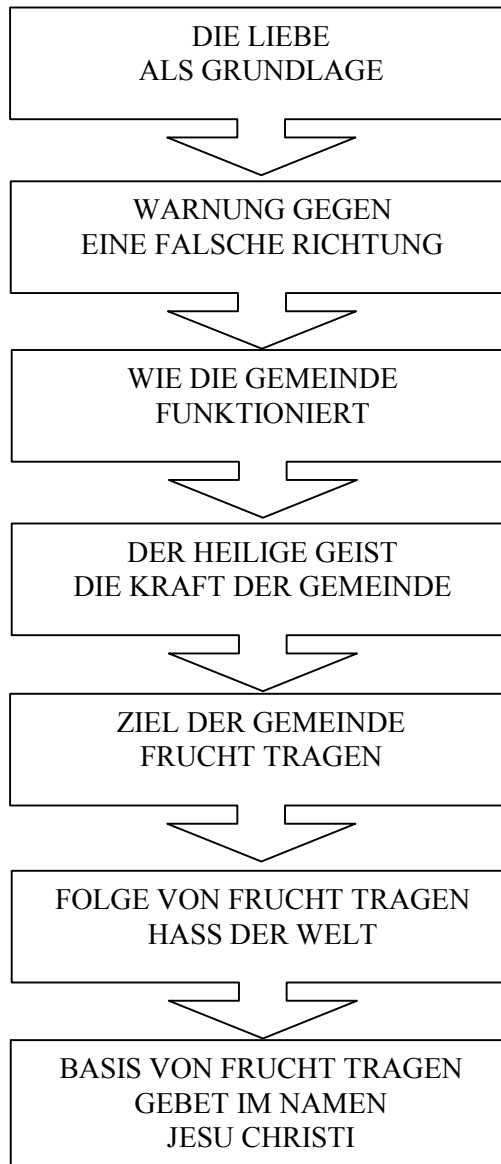 DIE LIEBE
ALS GRUNDLAGE
WARNUNG GEGEN
EINE FALSCHE RICHTUNG
WIE DIE GEMEINDE
FUNKTIONIERT
DER HEILIGE GEIST
DIE KRAFT DER GEMEINDE
ZIEL DER GEMEINDE
FRUCHT TRAGEN
FOLGE VON FRUCHT TRAGEN
HASS DER WELT
BASIS VON FRUCHT TRAGEN
GEBET IM NAMEN
JESU CHRISTI